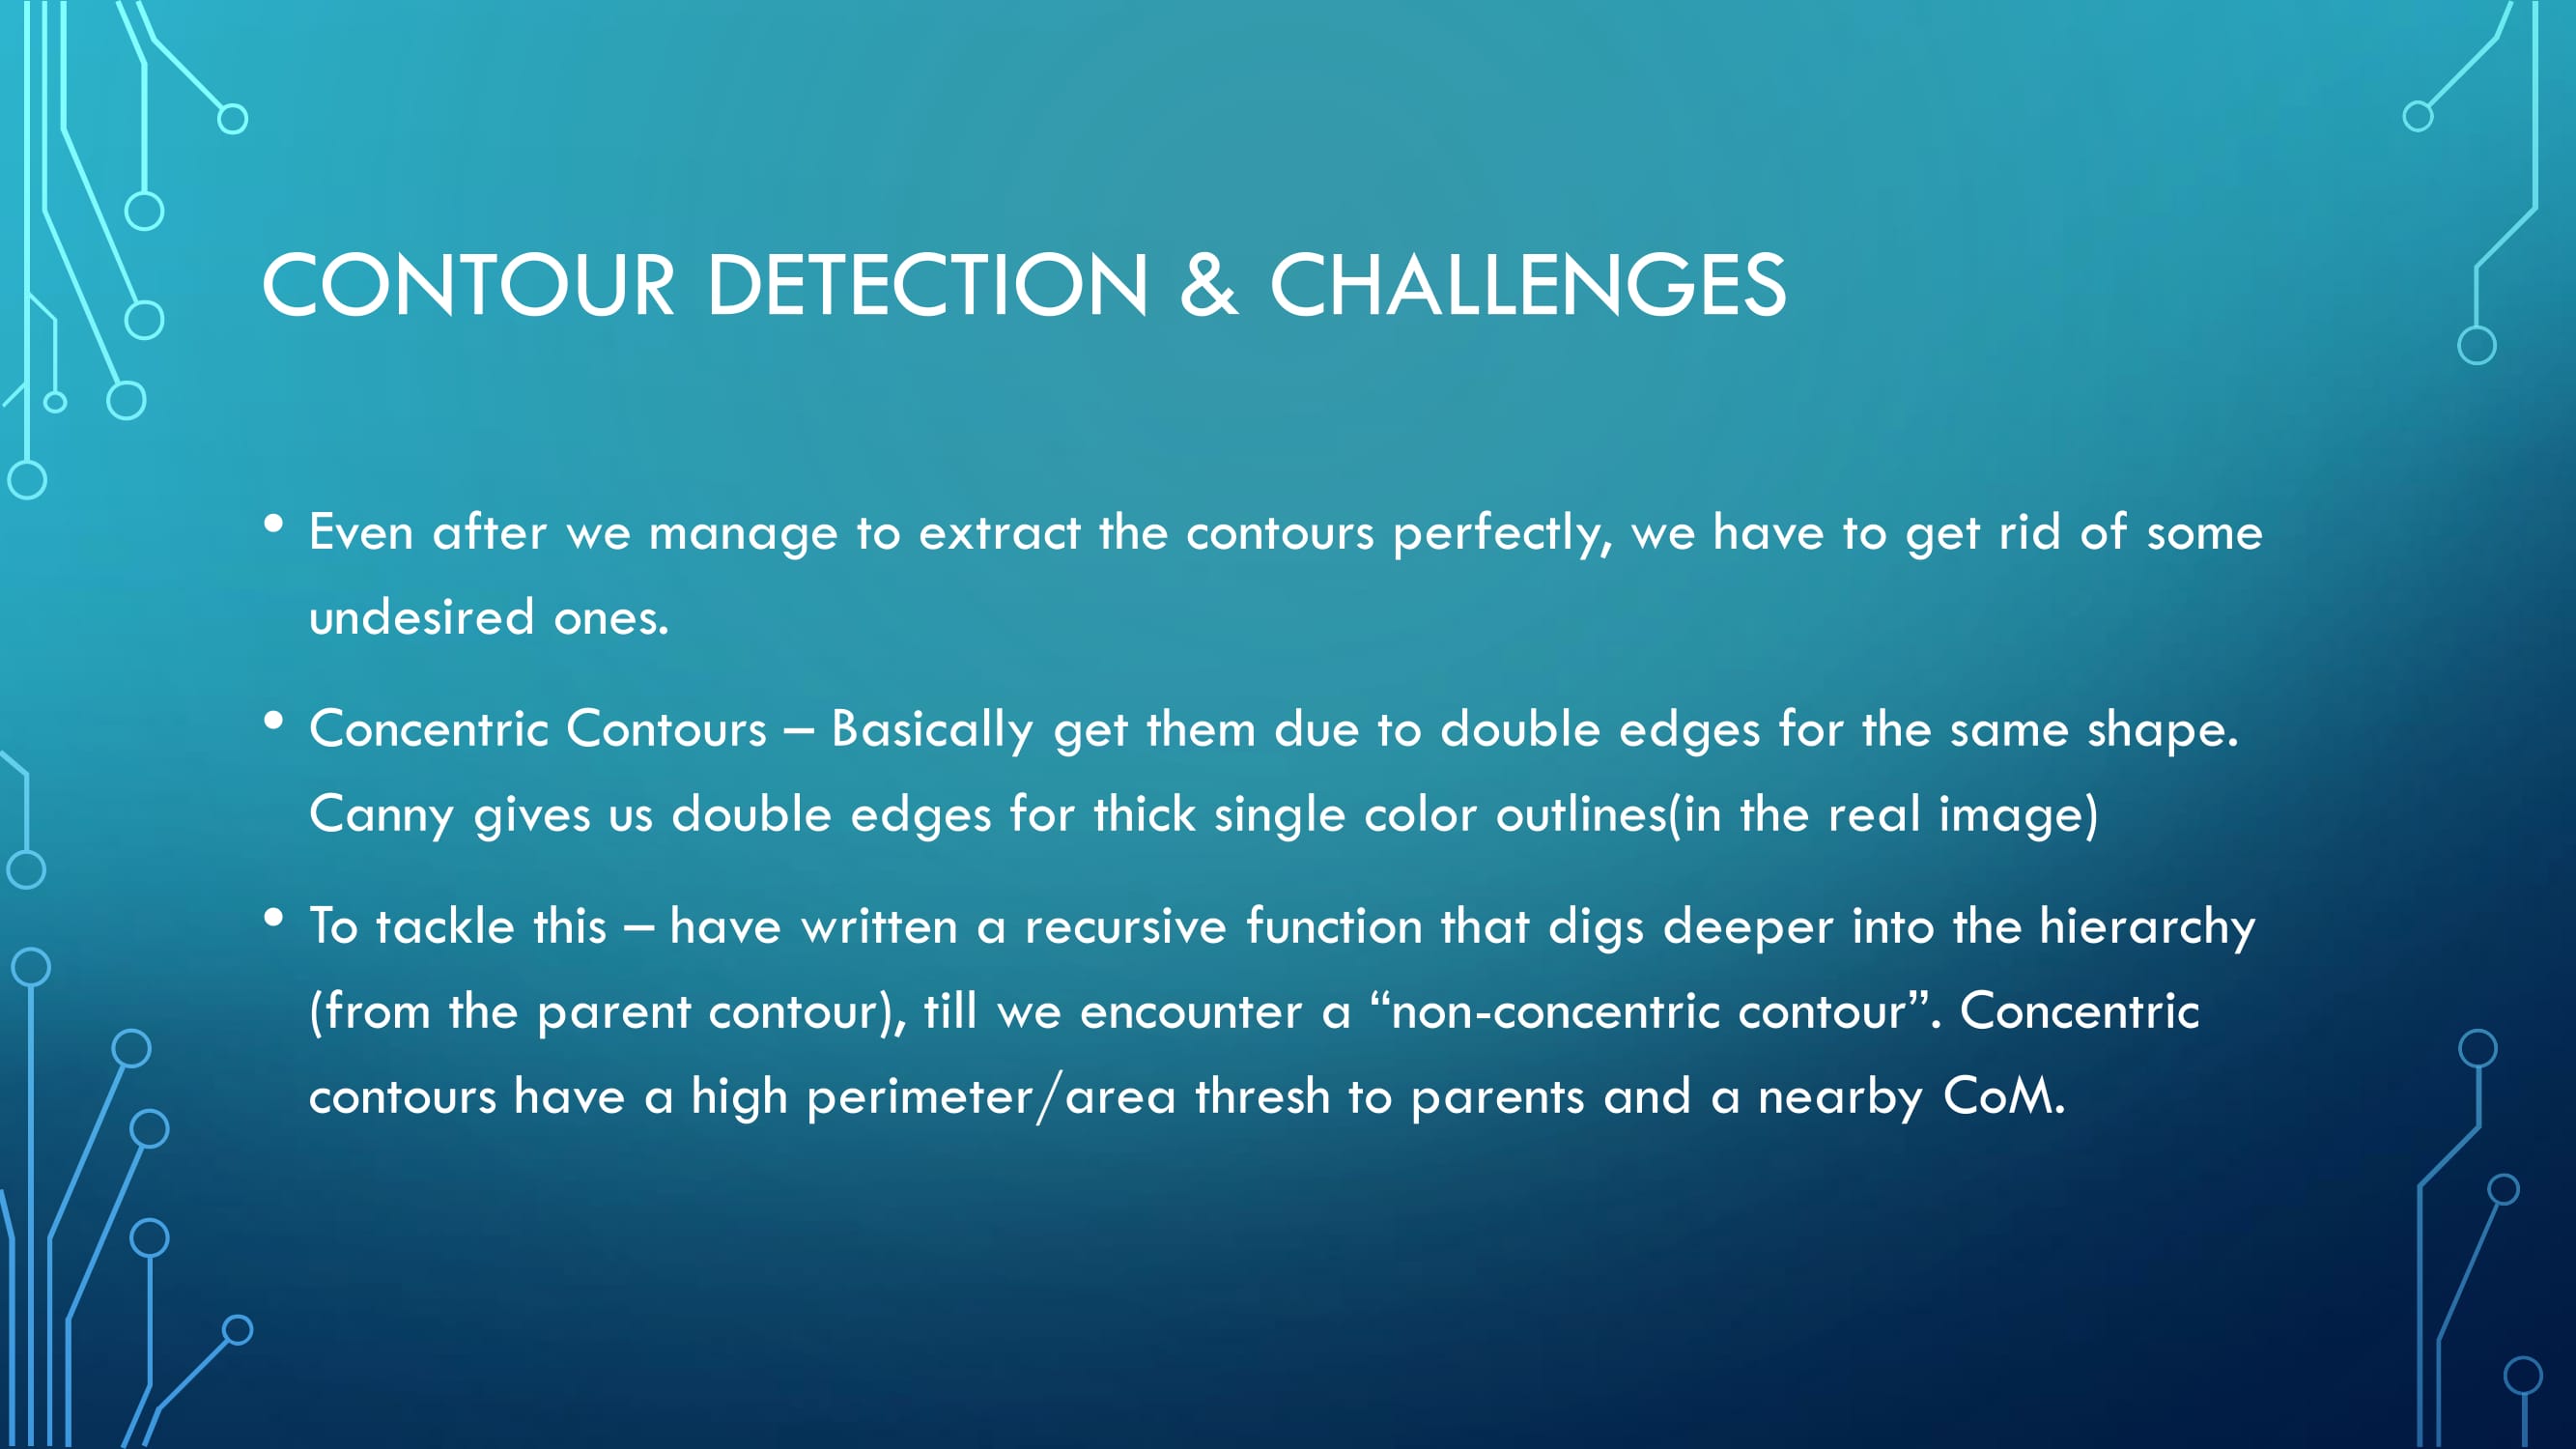 CONTOUR DETECTION & CHALLENGES
• Even after we manage to extract the contours perfectly, we have to get rid of some
undesired ones.
• Concentric Contours – Basically get them due to double edges for the same shape.
Canny gives us double edges for thick single color outlines(in the real image)
• To tackle this – have written a recursive function that digs deeper into the hierarchy
(from the parent contour), till we encounter a “non-concentric contour”. Concentric
contours have a high perimeter/area thresh to parents and a nearby CoM.